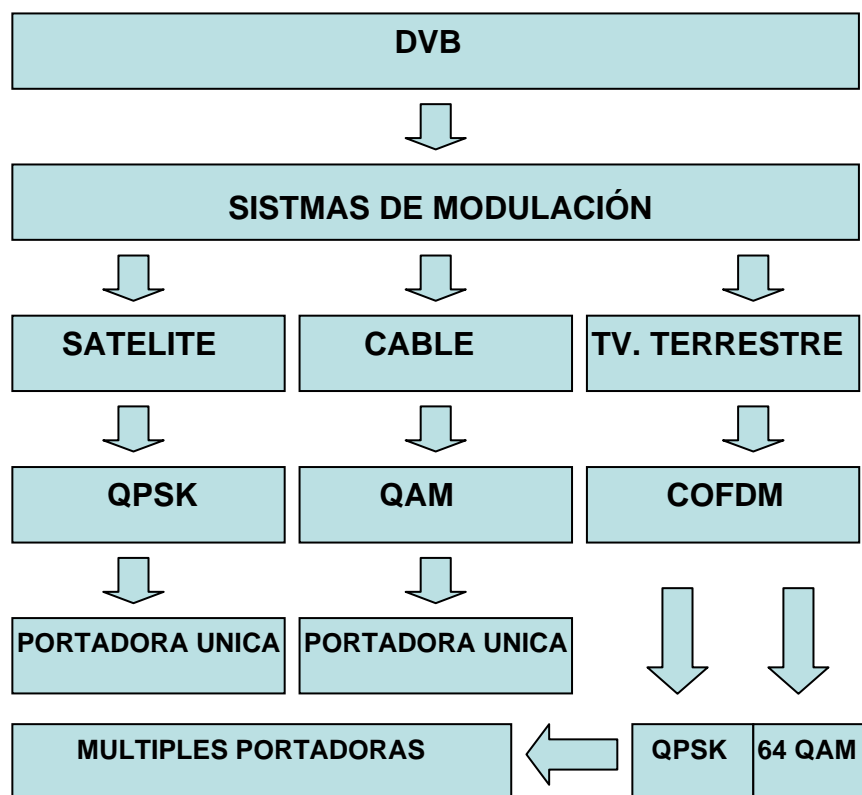 DVB
SISTMAS DE MODULACIÓN
SATELITE
CABLE
TV. TERRESTRE
QPSK
QAM
COFDM
PORTADORA UNICA
PORTADORA UNICA
MULTIPLES PORTADORAS
QPSK
64 QAM